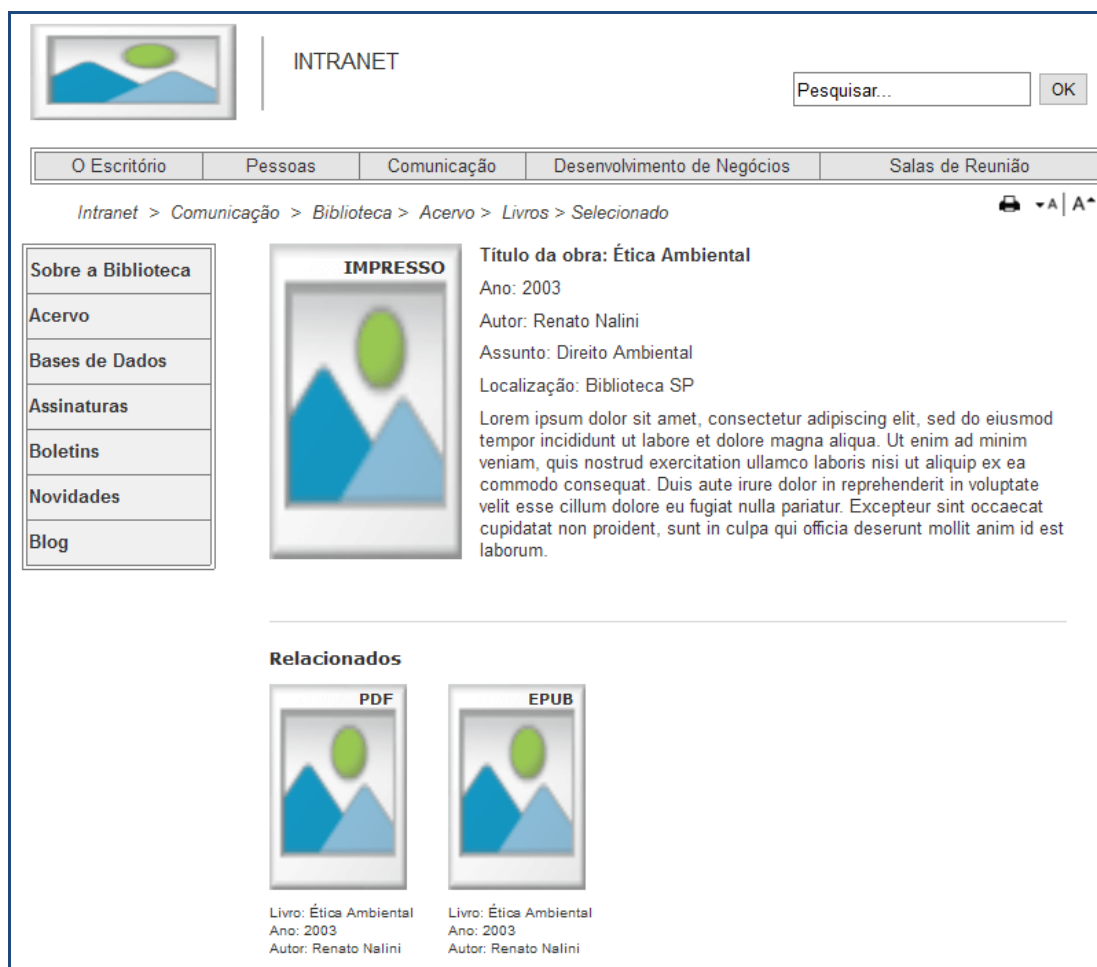 INTRANET
Pesquisar...
OK
O Escritório
Pessoas
Comunicação
Desenvolvimento de Negócios
Salas de Reunião
Intranet > Comunicação > Biblioteca > Acervo > Livros > Selecionado
A A
Sobre a Biblioteca
Acervo
Bases de Dados
Assinaturas
Boletins
Novidades
Blog
IMPRESSO
Título da obra: Ética Ambiental
Ano: 2003
Autor: Renato Nalini
Assunto: Direito Ambiental
Localização: Biblioteca SP
Lorem ipsum dolor sit amet, consectetur adipiscing elit, sed do eiusmod
tempor incididunt ut labore et dolore magna aliqua. Ut enim ad minim
veniam, quis nostrud exercitation ullamco laboris nisi ut aliquip ex ea
commodo consequat. Duis aute irure dolor in reprehenderit in voluptate
velit esse cillum dolore eu fugiat nulla pariatur. Excepteur sint occaecat
cupidatat non proident, sunt in culpa qui officia deserunt mollit anim id est
laborum.
Relacionados
PDF
EPUB
Livro: Ética Ambiental
Ano: 2003
Autor: Renato Nalini
Livro: Ética Ambiental
Ano: 2003
Autor: Renato Nalini